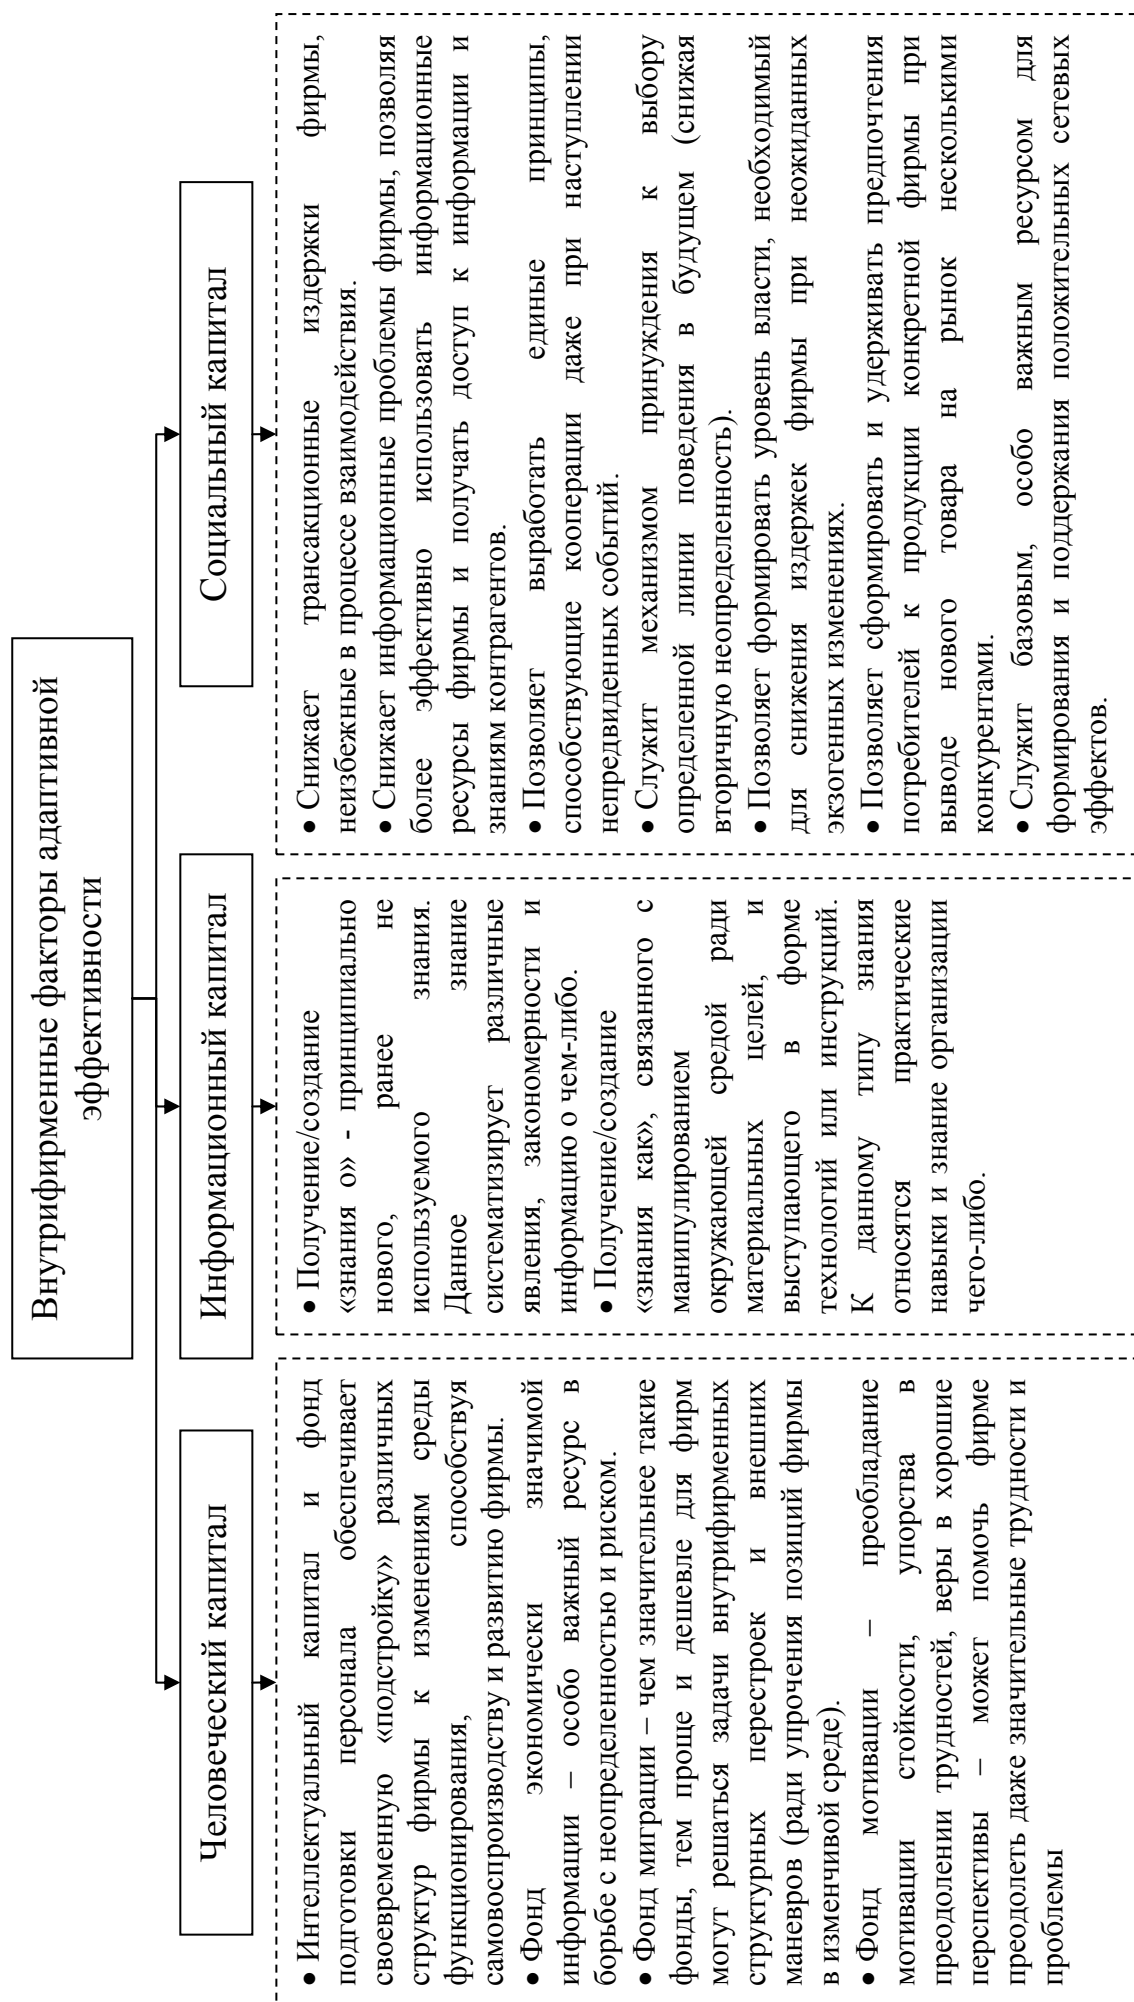 Внутрифирменные факторы адаптивной
эффективности
Человеческий капитал
• Интеллектуальный капитал и фонд
подготовки персонала обеспечивает
своевременную «подстройку» различных
структур фирмы к изменениям среды
функционирования, способствуя
самовоспроизводству и развитию фирмы.
• Фонд экономически значимой
информации – особо важный ресурс в
борьбе с неопределенностью и риском.
• Фонд миграции – чем значительнее такие
фонды, тем проще и дешевле для фирм
могут решаться задачи внутрифирменных
структурных перестроек и внешних
маневров (ради упрочения позиций фирмы
в изменчивой среде).
• Фонд мотивации – преобладание
мотивации стойкости, упорства в
преодолении трудностей, веры в хорошие
перспективы – может помочь фирме
преодолеть даже значительные трудности и
проблемы
Информационный капитал
• Получение/создание
«знания о» - принципиально
нового, ранее не
используемого знания.
Данное знание
систематизирует различные
явления, закономерности и
информацию о чем-либо.
• Получение/создание
«знания как», связанного с
манипулированием
окружающей средой ради
материальных целей, и
выступающего в форме
технологий или инструкций.
К данному типу знания
относятся практические
навыки и знание организации
чего-либо.
Социальный капитал
• Снижает трансакционные издержки фирмы,
неизбежные в процессе взаимодействия.
• Снижает информационные проблемы фирмы, позволяя
более эффективно использовать информационные
ресурсы фирмы и получать доступ к информации и
знаниям контрагентов.
• Позволяет выработать единые принципы,
способствующие кооперации даже при наступлении
непредвиденных событий.
• Служит механизмом принуждения к выбору
определенной линии поведения в будущем (снижая
вторичную неопределенность).
• Позволяет формировать уровень власти, необходимый
для снижения издержек фирмы при неожиданных
экзогенных изменениях.
• Позволяет сформировать и удерживать предпочтения
потребителей к продукции конкретной фирмы при
выводе нового товара на рынок несколькими
конкурентами.
• Служит базовым, особо важным ресурсом для
формирования и поддержания положительных сетевых
эффектов.